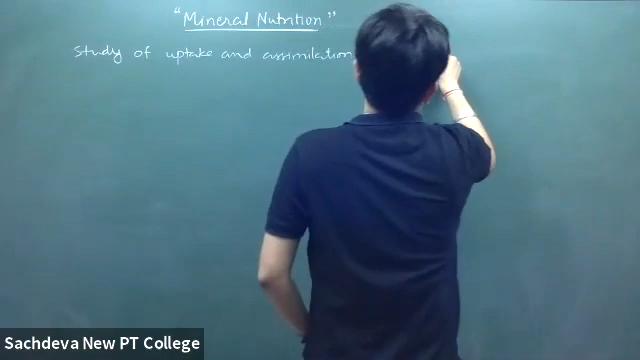 "Mineral Nutrition"
Study of uptake and assimilation
Sachdeva New PT College